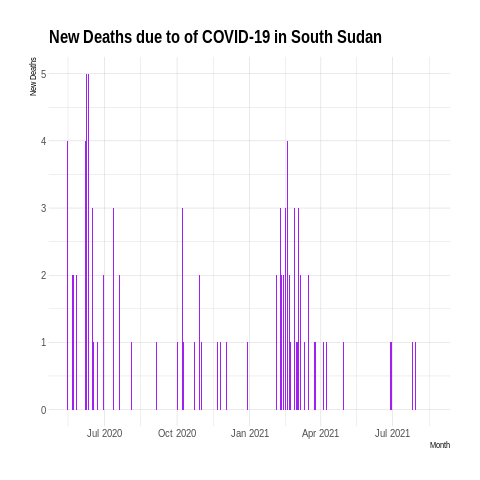 New Deaths due to of COVID-19 in South Sudan
New Deaths
5
4
3
2
1
0
Jul 2020 Oct 2020 Jan 2021 Apr 2021 Jul 2021
Month